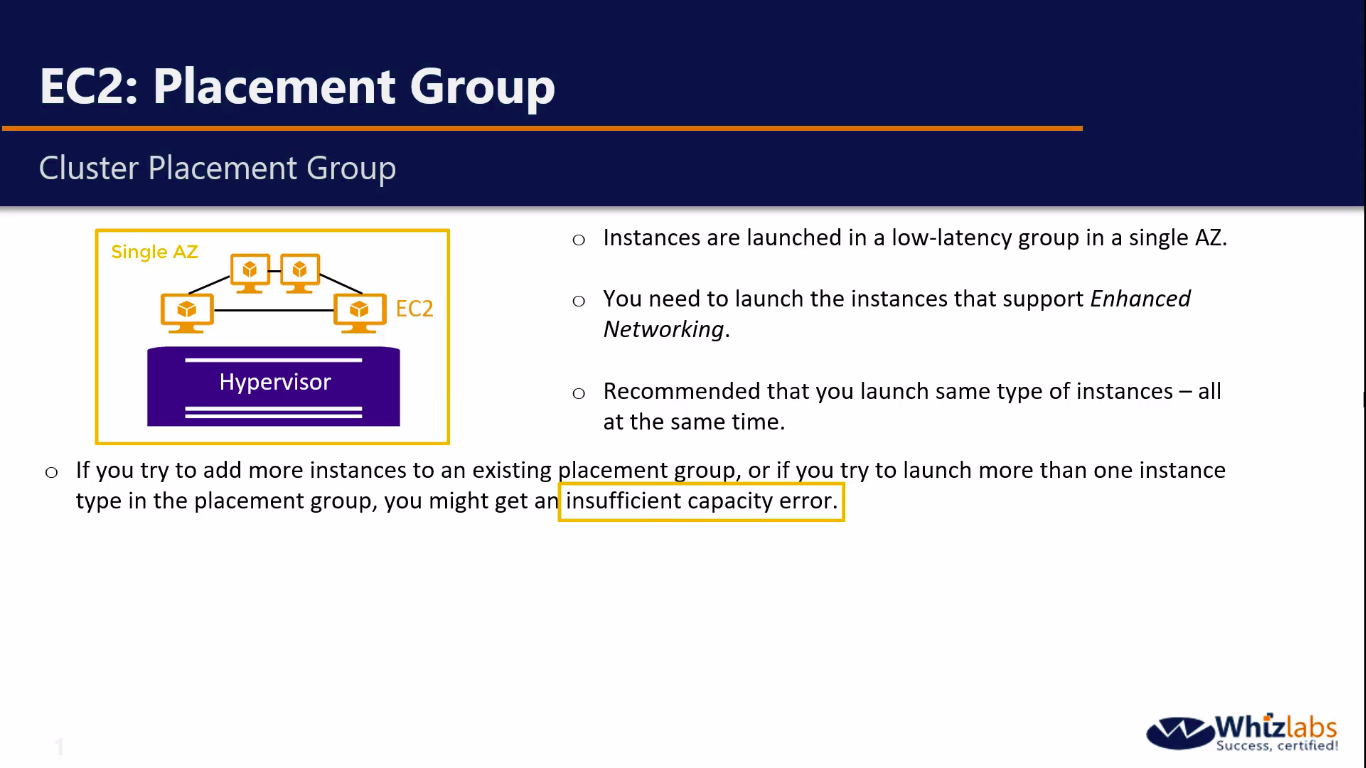 EC2: Placement Group
Cluster Placement Group
Single AZ
EC2
Hypervisor
o Instances are launched in a low-latency group in a single AZ.
o You need to launch the instances that support Enhanced
Networking.
o Recommended that you launch same type of instances – all
at the same time.
o If you try to add more instances to an existing placement group, or if you try to launch more than one instance
type in the placement group, you might get an insufficient capacity error.
1
Whizlabs
Success, certified!